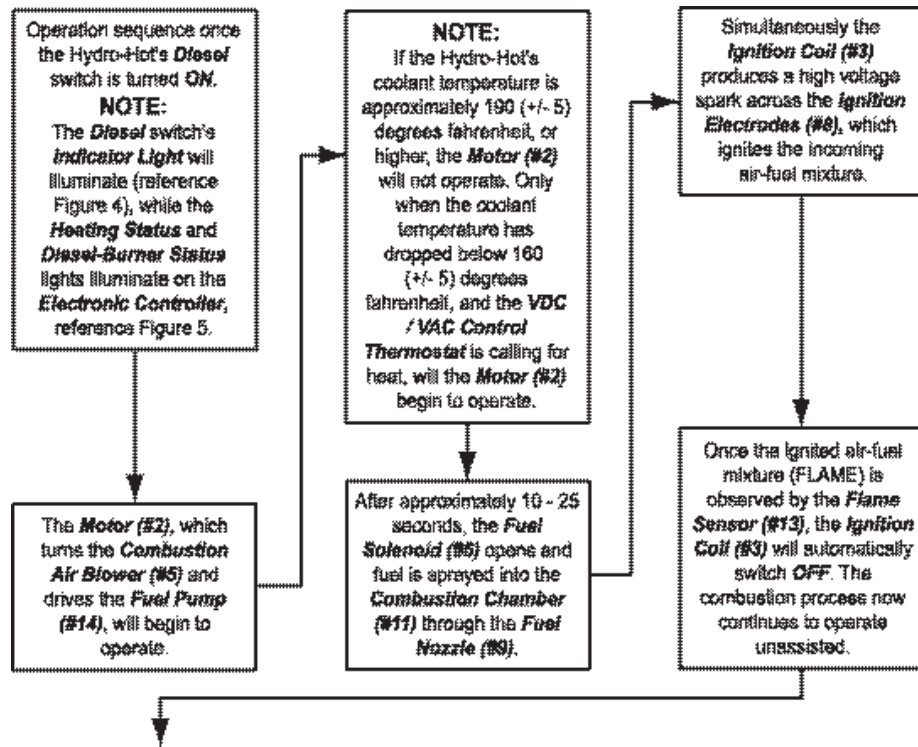 Operation sequence once
the Hydro-Hot's Diesel
switch is turned ON.
NOTE:
The Diesel switch's
Indicator Light will
illuminate (reference
Figure 4), while the
Heating Status and
Diesel-Burner Status
lights illuminate on the
Electronic Controller,
reference Figure 5.
The Motor (#2), which
turns the Combustion
Air Blower (#5) and
drives the Fuel Pump
(#14), will begin to
operate.
NOTE:
If the Hydro-Hot's
coolant temperature is
approximately 190 (+/- 5)
degrees fahrenheit, or
higher, the Motor (#2)
will not operate. Only
when the coolant
temperature has
dropped below 160
(+/- 5) degrees
fahrenheit, and the VDC
/ VAC Control
Thermostat is calling for
heat, will the Motor (#2)
begin to operate.
After approximately 10 - 25
seconds, the Fuel
Solenoid (#6) opens and
fuel is sprayed into the
Combustion Chamber
(#11) through the Fuel
Nozzle (#9).
Simultaneously the
Ignition Coil (#3)
produces a high voltage
spark across the Ignition
Electrodes (#8), which
ignites the incoming
air-fuel mixture.
Once the ignited air-fuel
mixture (FLAME) is
observed by the Flame
Sensor (#13), the Ignition
Coil (#3) will automatically
switch OFF. The
combustion process now
continues to operate
unassisted.